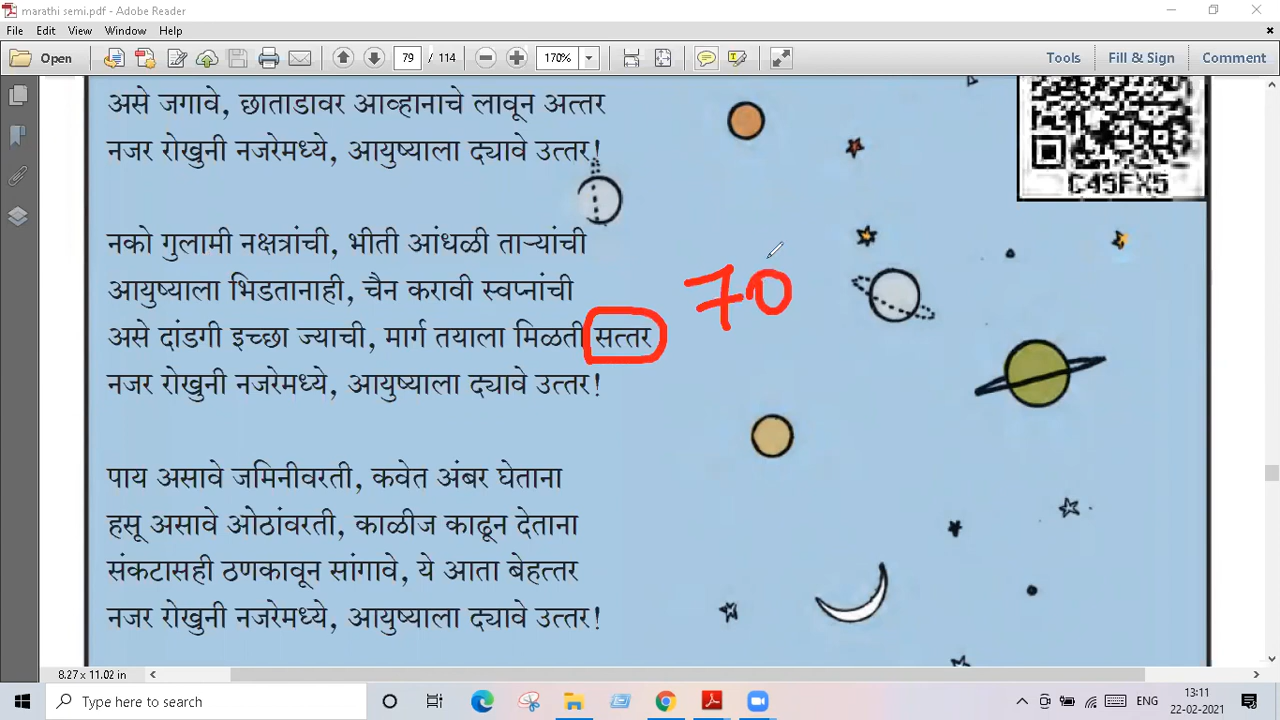 marathi semi.pdf - Adobe Reader
File Edit View Window Help
Open 79 / 114 170% Tools Fill & Sign Comment
असे जगावे, छाताडावर आव्हानाचे लावून अत्तर
नजर रोखुनी नजरेमध्ये, आयुष्याला द्यावे उत्तर!
C45FX5
नको गुलामी नक्षत्रांची, भीती आंधळी ताऱ्यांची
आयुष्याला भिडतानाही, चैन करावी स्वप्नांची
असे दांडगी इच्छा ज्याची, मार्ग तयाला मिळती सत्तर
70
नजर रोखुनी नजरेमध्ये, आयुष्याला द्यावे उत्तर!
पाय असावे जमिनीवरती, कवेत अंबर घेताना
हसू असावे ओठांवरती, काळीज काढून देताना
संकटासही ठणकावून सांगावे, ये आता बेहत्तर
नजर रोखुनी नजरेमध्ये, आयुष्याला द्यावे उत्तर!
8.27 x 11.02 in
Type here to search
ENG
13:11
22-02-2021